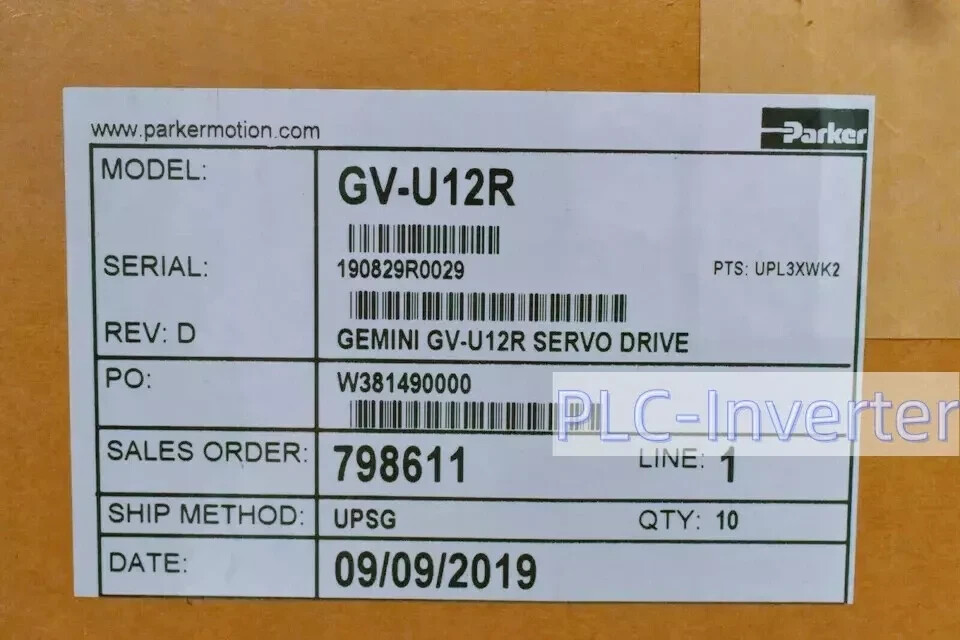 www.parkermotion.com
Parker
MODEL: GV-U12R
SERIAL: 190829R0029 PTS: UPL3XWK2
REV: D GEMINI GV-U12R SERVO DRIVE
PO: W381490000
PLC-Inverter
SALES ORDER: 798611 LINE: 1
SHIP METHOD: UPSG QTY: 10
DATE: 09/09/2019